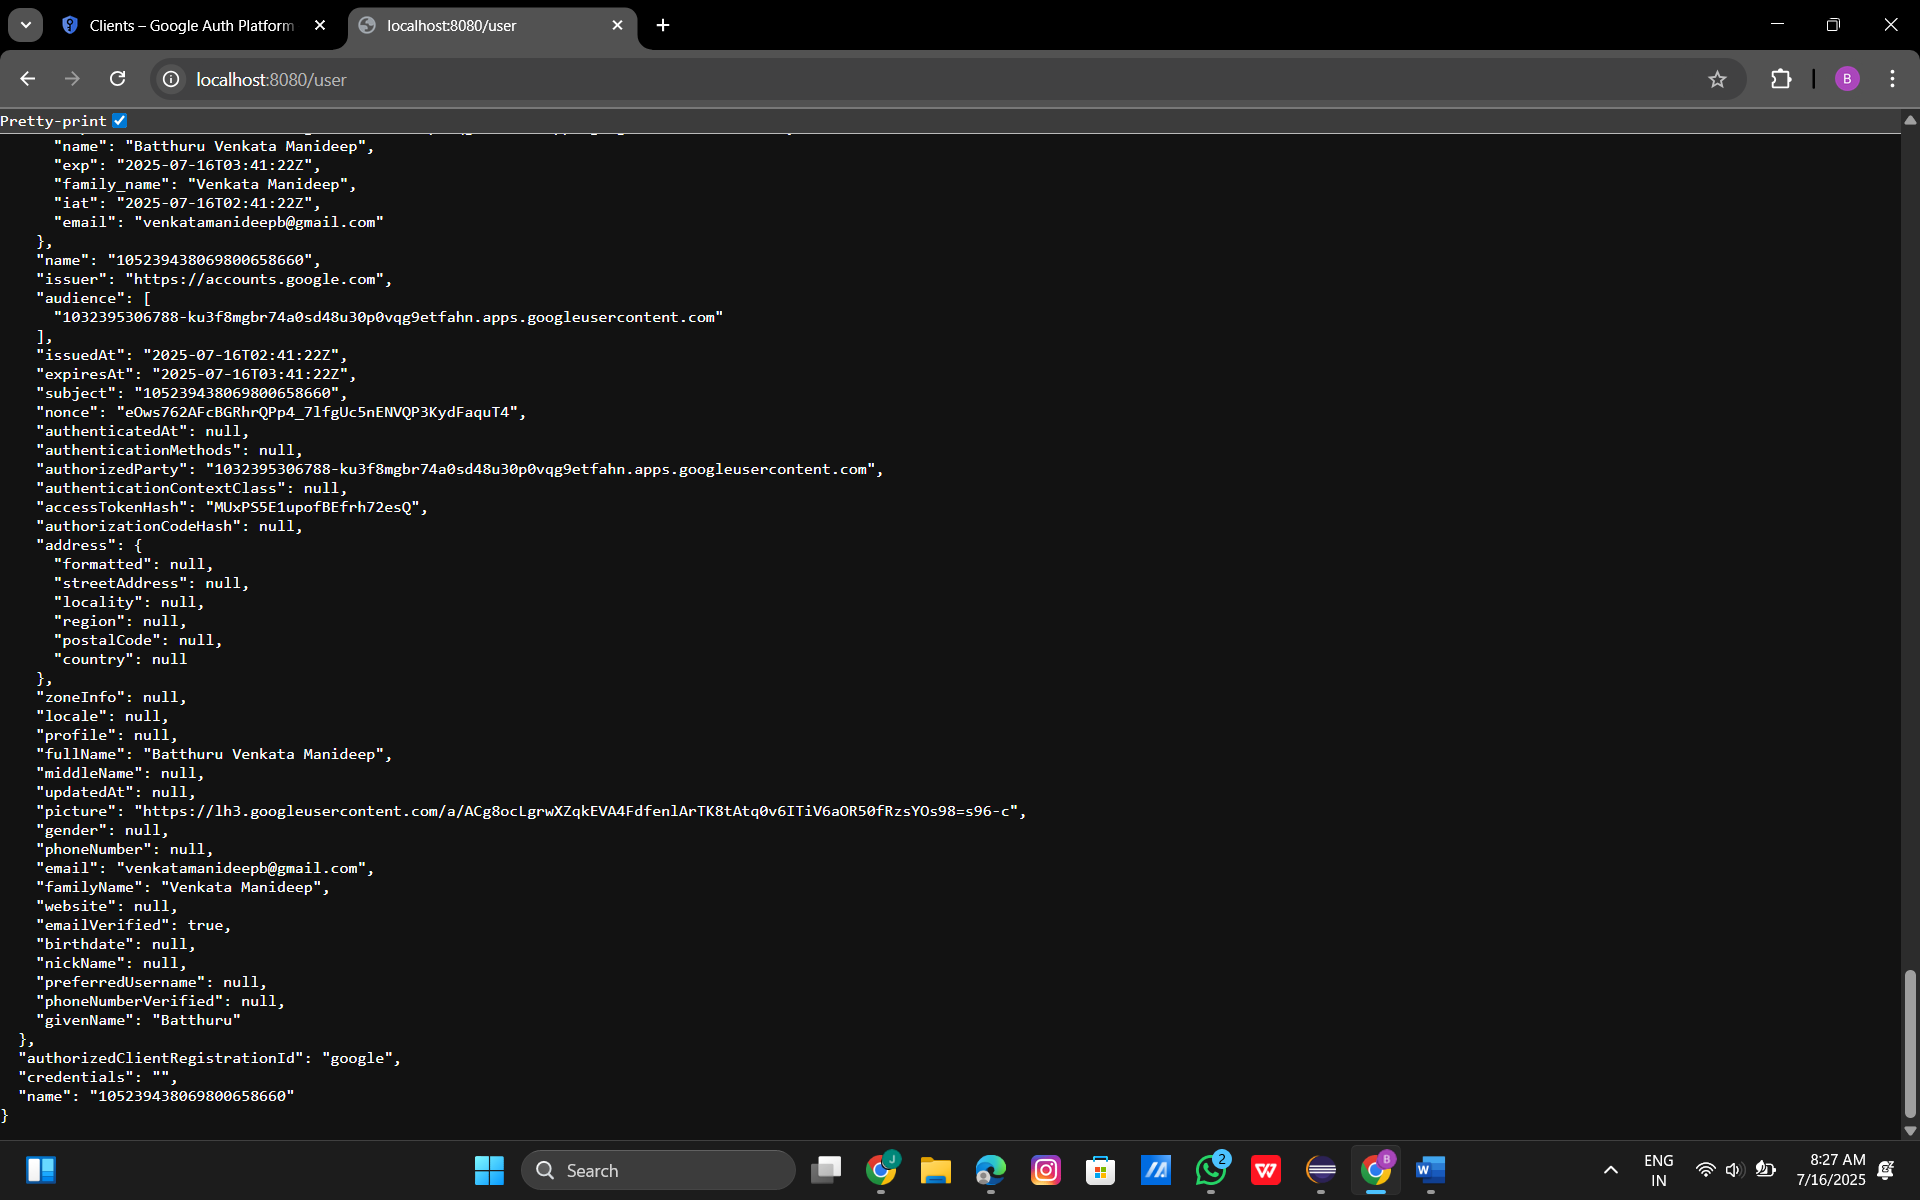 Clients – Google Auth Platform
localhost:8080/user
localhost:8080/user
B
Pretty-print
"name": "Batthuru Venkata Manideep",
"exp": "2025-07-16T03:41:22Z",
"family_name": "Venkata Manideep",
"iat": "2025-07-16T02:41:22Z",
"email": "venkatamanideepb@gmail.com"
},
"name": "105239438069800658660",
"issuer": "https://accounts.google.com",
"audience": [
"1032395306788-ku3f8mgbr74a0sd48u30p0vqg9etfahn.apps.googleusercontent.com"
],
"issuedAt": "2025-07-16T02:41:22Z",
"expiresAt": "2025-07-16T03:41:22Z",
"subject": "105239438069800658660",
"nonce": "eOws762AFcBGRhrQPp4_7lfgUc5nENVQP3KydFaquT4",
"authenticatedAt": null,
"authenticationMethods": null,
"authorizedParty": "1032395306788-ku3f8mgbr74a0sd48u30p0vqg9etfahn.apps.googleusercontent.com",
"authenticationContextClass": null,
"accessTokenHash": "MUxPS5E1upofBEfrh72esQ",
"authorizationCodeHash": null,
"address": {
"formatted": null,
"streetAddress": null,
"locality": null,
"region": null,
"postalCode": null,
"country": null
},
"zoneInfo": null,
"locale": null,
"profile": null,
"fullName": "Batthuru Venkata Manideep",
"middleName": null,
"updatedAt": null,
"picture": "https://lh3.googleusercontent.com/a/ACg8ocLgrwXZqkEVA4FdfenlArTK8tAtq0v6ITiV6aOR50fRzsYOs98=s96-c",
"gender": null,
"phoneNumber": null,
"email": "venkatamanideepb@gmail.com",
"familyName": "Venkata Manideep",
"website": null,
"emailVerified": true,
"birthdate": null,
"nickName": null,
"preferredUsername": null,
"phoneNumberVerified": null,
"givenName": "Batthuru"
},
"authorizedClientRegistrationId": "google",
"credentials": "",
"name": "105239438069800658660"
}
Search
J
2
B
W
ENG
IN
8:27 AM
7/16/2025